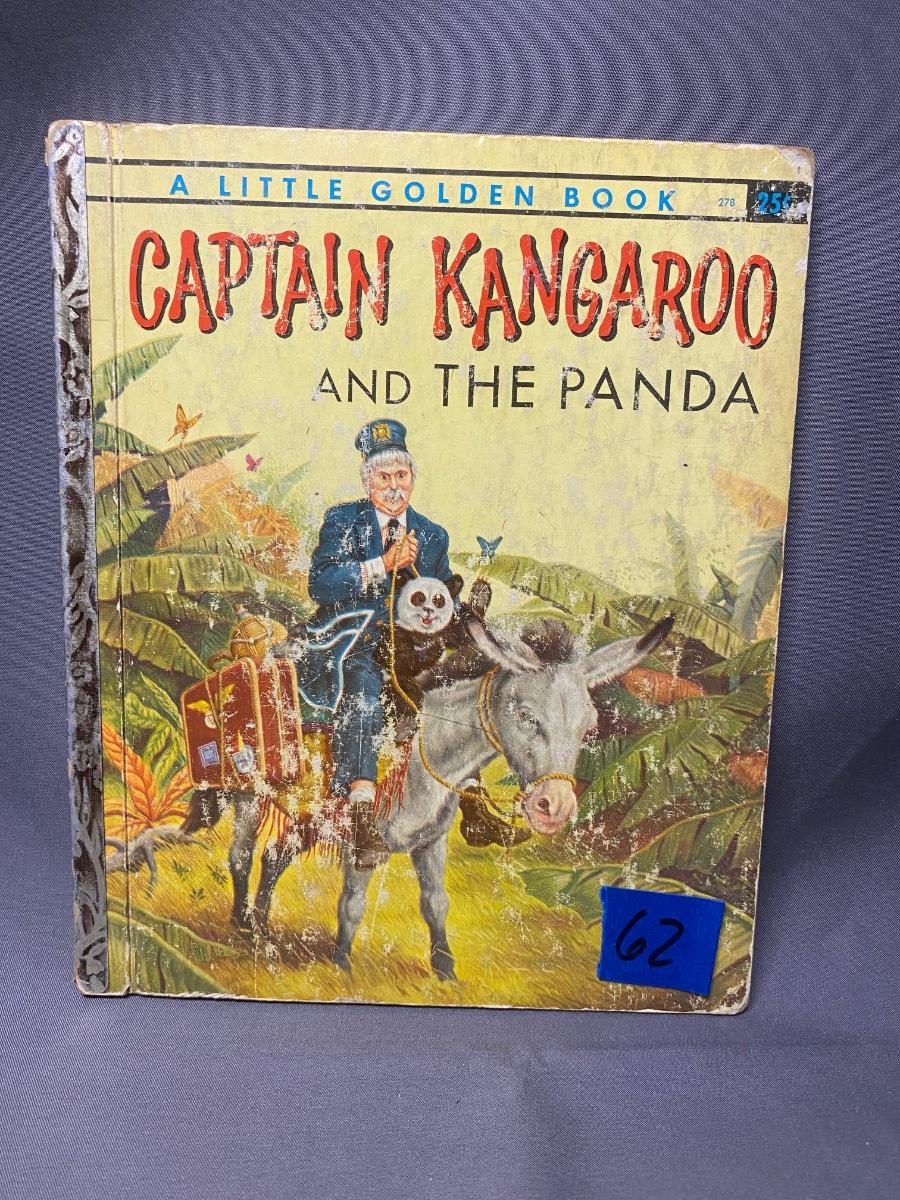 A LITTLE GOLDEN BOOK 278 25¢
CAPTAIN KANGAROO
AND THE PANDA
62